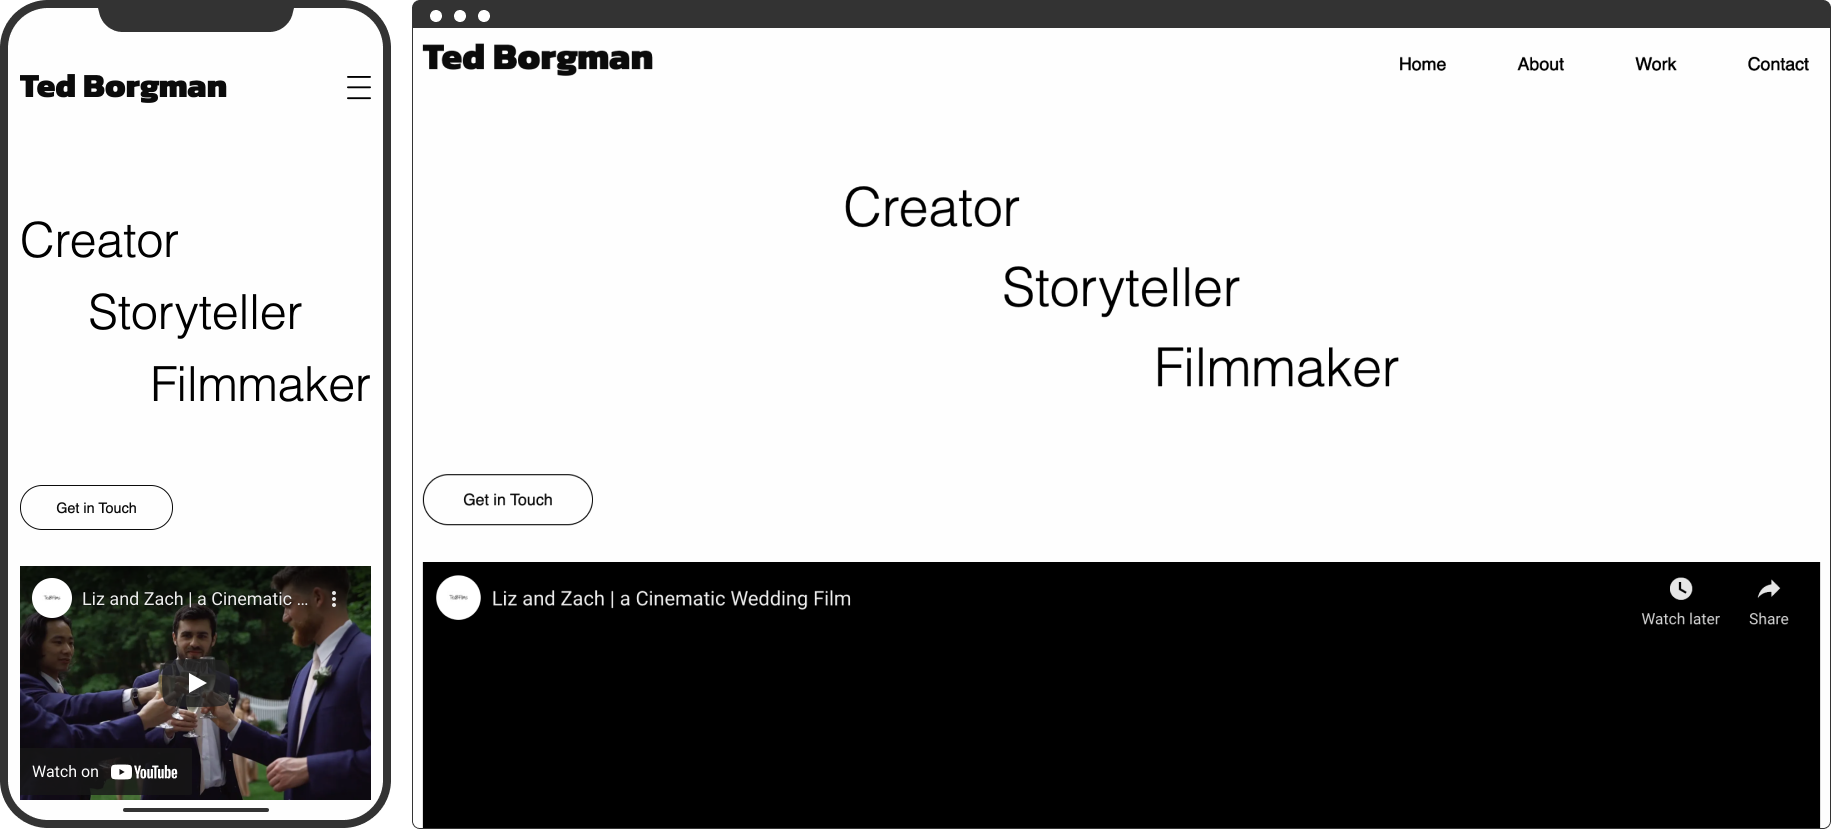 Ted Borgman
Creator
Storyteller
Filmmaker
Get in Touch
Liz and Zach | a Cinematic ...
Watch on YouTube
Ted Borgman
Home About Work Contact
Creator
Storyteller
Filmmaker
Get in Touch
Liz and Zach | a Cinematic Wedding Film
Watch later Share